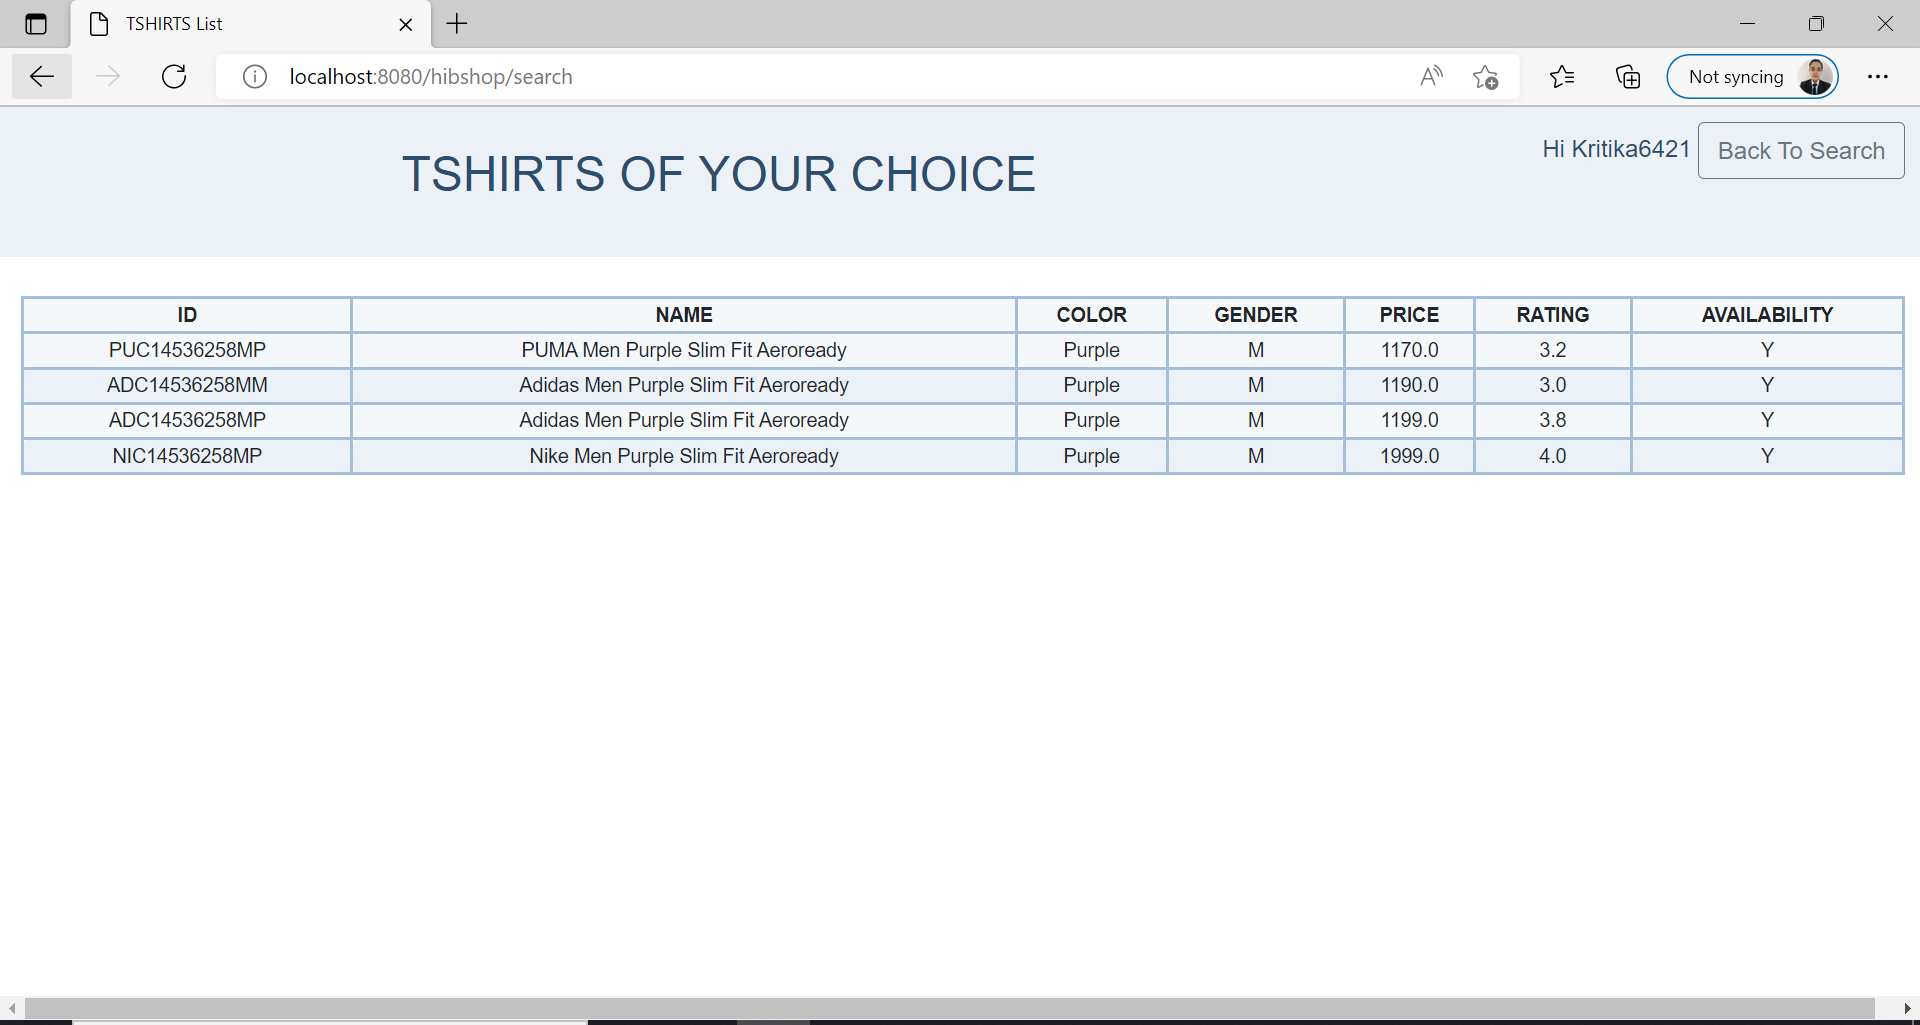 TSHIRTS List
localhost:8080/hibshop/search
Not syncing
TSHIRTS OF YOUR CHOICE
Hi Kritika6421
Back To Search
ID NAME COLOR GENDER PRICE RATING AVAILABILITY
PUC14536258MP PUMA Men Purple Slim Fit Aeroready Purple M 1170.0 3.2 Y
ADC14536258MM Adidas Men Purple Slim Fit Aeroready Purple M 1190.0 3.0 Y
ADC14536258MP Adidas Men Purple Slim Fit Aeroready Purple M 1199.0 3.8 Y
NIC14536258MP Nike Men Purple Slim Fit Aeroready Purple M 1999.0 4.0 Y